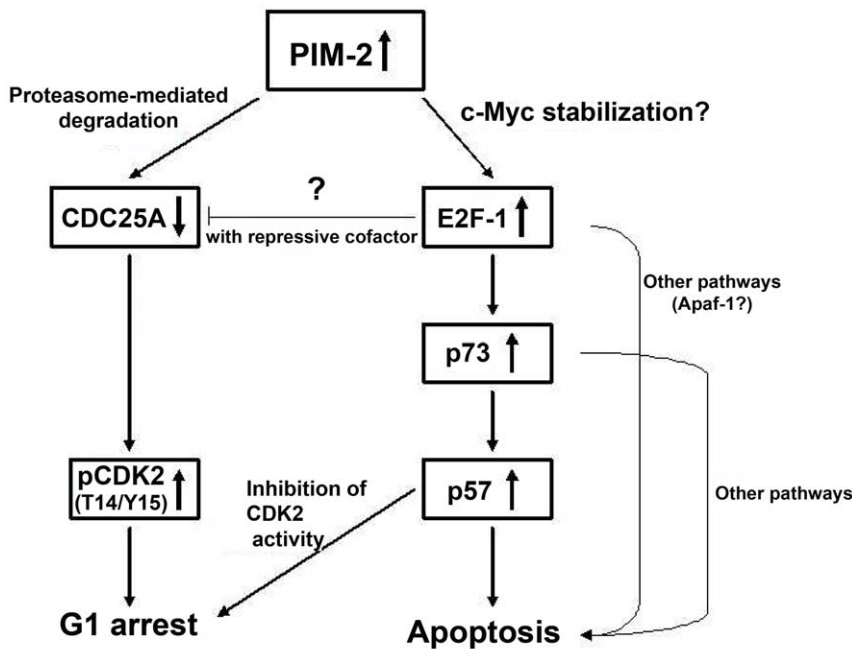 PIM-2
Proteasome-mediated
degradation
c-Myc stabilization?
?
CDC25A
E2F-1
with repressive cofactor
Other pathways
(Apaf-1?)
p73
pCDK2
(T14/Y15)
Inhibition of
CDK2
activity
p57
Other pathways
G1 arrest
Apoptosis